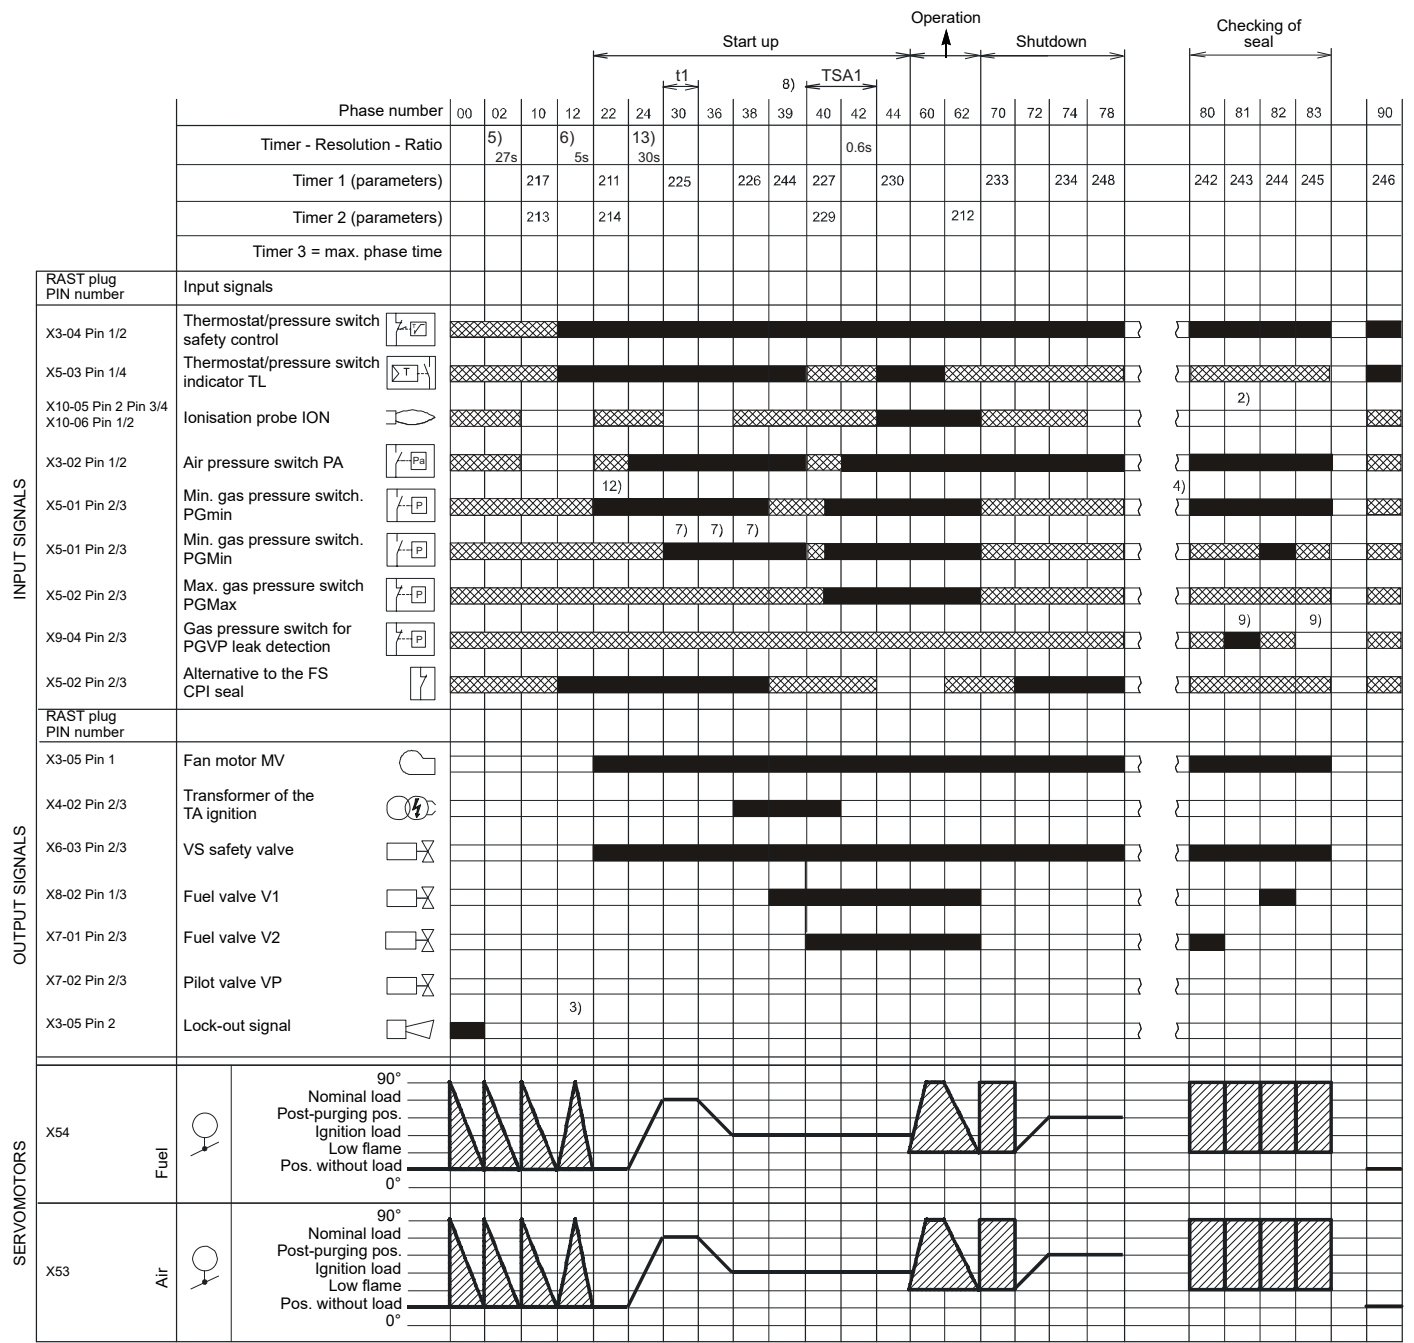 Operation
Start up
Shutdown
Checking of
seal
t1
8)
TSA1
Phase number 00 02 10 12 22 24 30 36 38 39 40 42 44 60 62 70 72 74 78 80 81 82 83 90
Timer - Resolution - Ratio 5) 27s 6) 5s 13) 30s 0.6s
Timer 1 (parameters) 217 211 225 226 244 227 230 233 234 248 242 243 244 245 246
Timer 2 (parameters) 213 214 229 212
Timer 3 = max. phase time
RAST plug
PIN number
Input signals
INPUT SIGNALS
X3-04 Pin 1/2
Thermostat/pressure switch
safety control
X5-03 Pin 1/4
Thermostat/pressure switch
indicator TL
T
2)
X10-05 Pin 2 Pin 3/4
X10-06 Pin 1/2
Ionisation probe ION
X3-02 Pin 1/2
Air pressure switch PA
Pa
12)
4)
X5-01 Pin 2/3
Min. gas pressure switch.
PGmin
P
7) 7) 7)
X5-01 Pin 2/3
Min. gas pressure switch.
PGMin
P
X5-02 Pin 2/3
Max. gas pressure switch
PGMax
P
9) 9)
X9-04 Pin 2/3
Gas pressure switch for
PGVP leak detection
P
X5-02 Pin 2/3
Alternative to the FS
CPI seal
RAST plug
PIN number
OUTPUT SIGNALS
X3-05 Pin 1
Fan motor MV
X4-02 Pin 2/3
Transformer of the
TA ignition
X6-03 Pin 2/3
VS safety valve
X8-02 Pin 1/3
Fuel valve V1
X7-01 Pin 2/3
Fuel valve V2
X7-02 Pin 2/3
Pilot valve VP
3)
X3-05 Pin 2
Lock-out signal
SERVOMOTORS
X54
Fuel
90°
Nominal load
Post-purging pos.
Ignition load
Low flame
Pos. without load
0°
X53
Air
90°
Nominal load
Post-purging pos.
Ignition load
Low flame
Pos. without load
0°